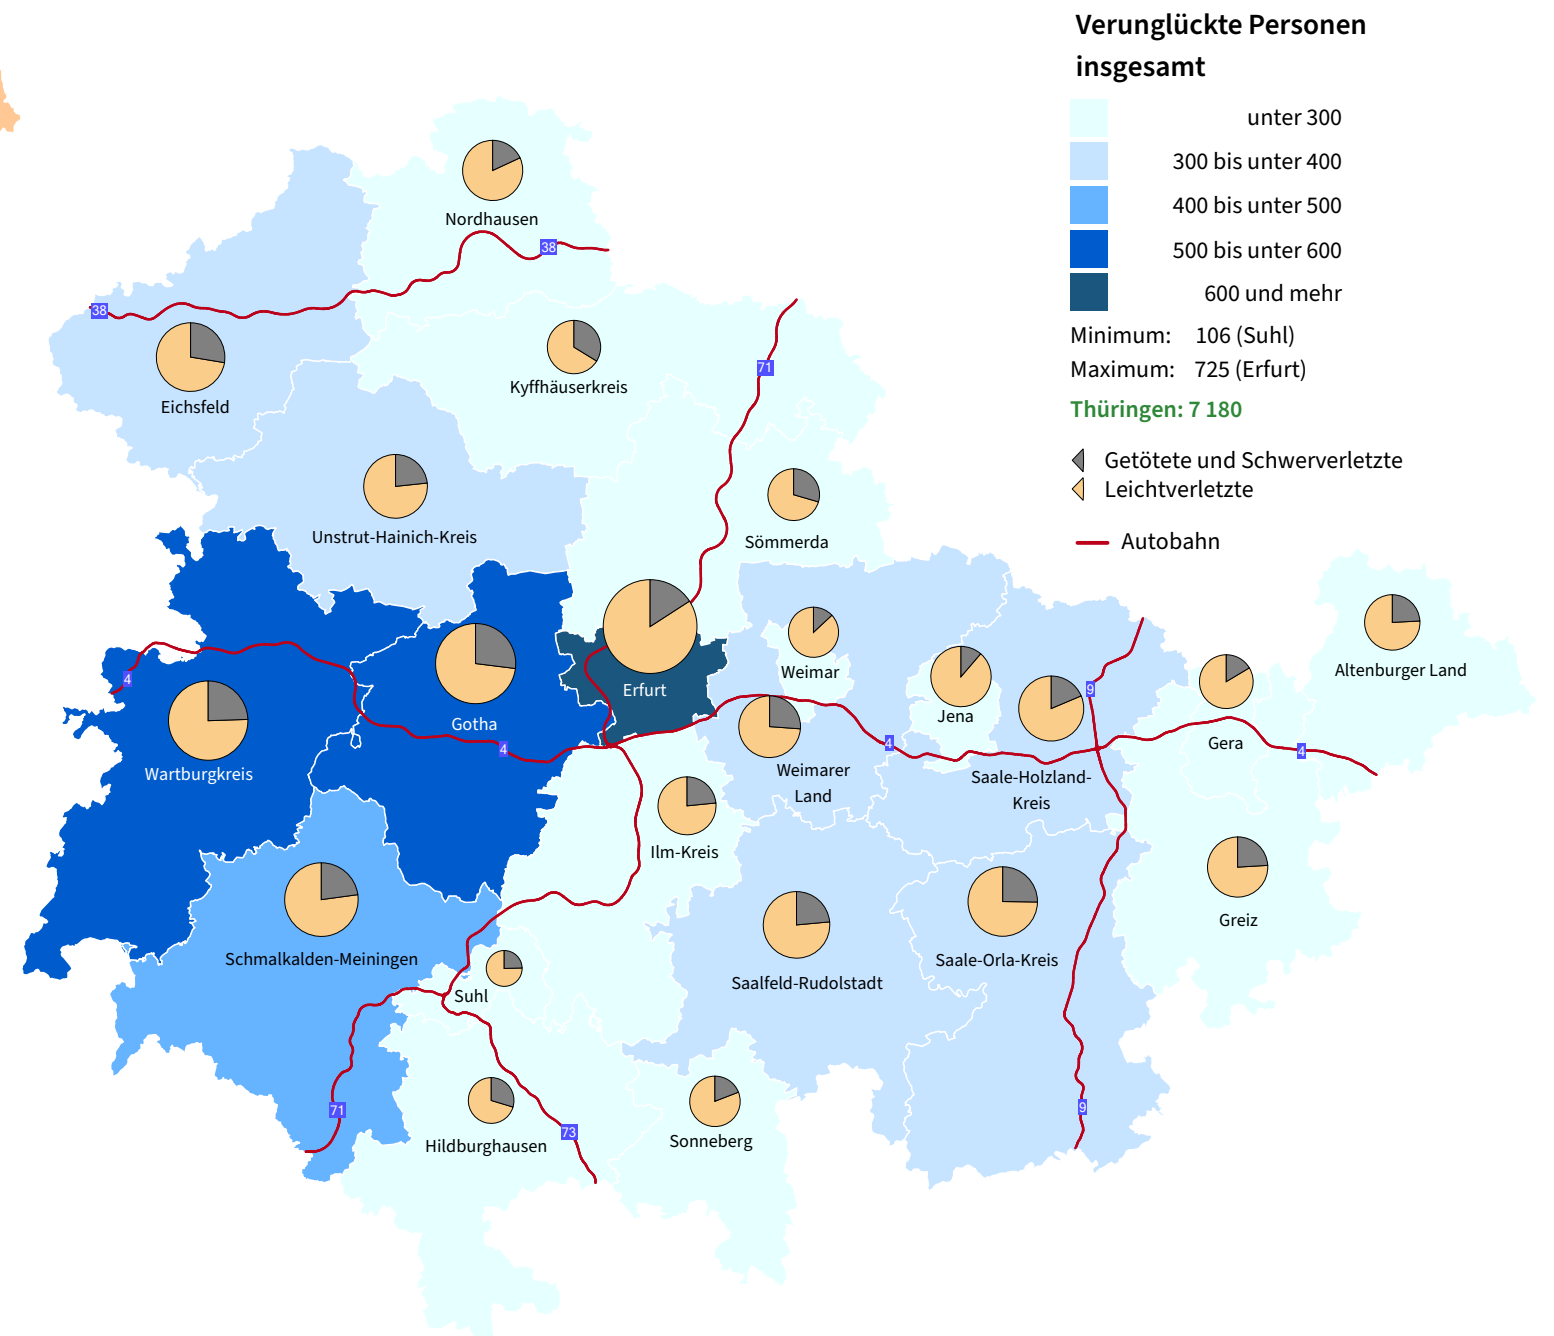 Verunglückte Personen
insgesamt
unter 300
300 bis unter 400
400 bis unter 500
500 bis unter 600
600 und mehr
Minimum: 106 (Suhl)
Maximum: 725 (Erfurt)
Thüringen: 7 180
Getötete und Schwerverletzte
Leichtverletzte
Autobahn
Nordhausen
38
38
Eichsfeld
Kyffhäuserkreis
71
Unstrut-Hainich-Kreis
Sömmerda
Altenburger Land
Weimar
4
Erfurt
9
Jena
Gotha
Gera
4
4
4
Wartburgkreis
Weimarer
Land
Saale-Holzland-
Kreis
Ilm-Kreis
Greiz
Schmalkalden-Meiningen
Saale-Orla-Kreis
Saalfeld-Rudolstadt
Suhl
71
9
73
Hildburghausen
Sonneberg